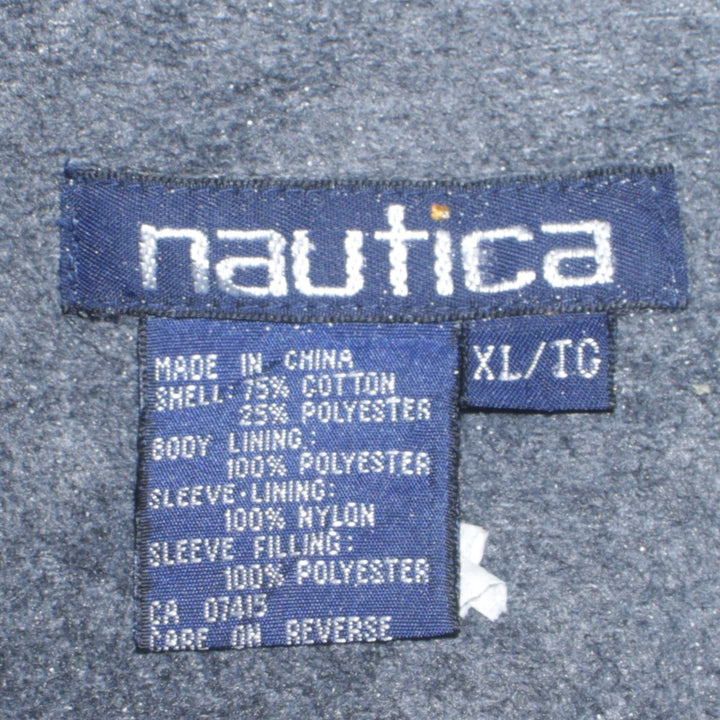 nautica
XL/TG
MADE IN CHINA
SHELL: 75% COTTON
25% POLYESTER
BODY LINING:
100% POLYESTER
SLEEVE LINING:
100% NYLON
SLEEVE FILLING:
100% POLYESTER
CA 07415
CARE ON REVERSE